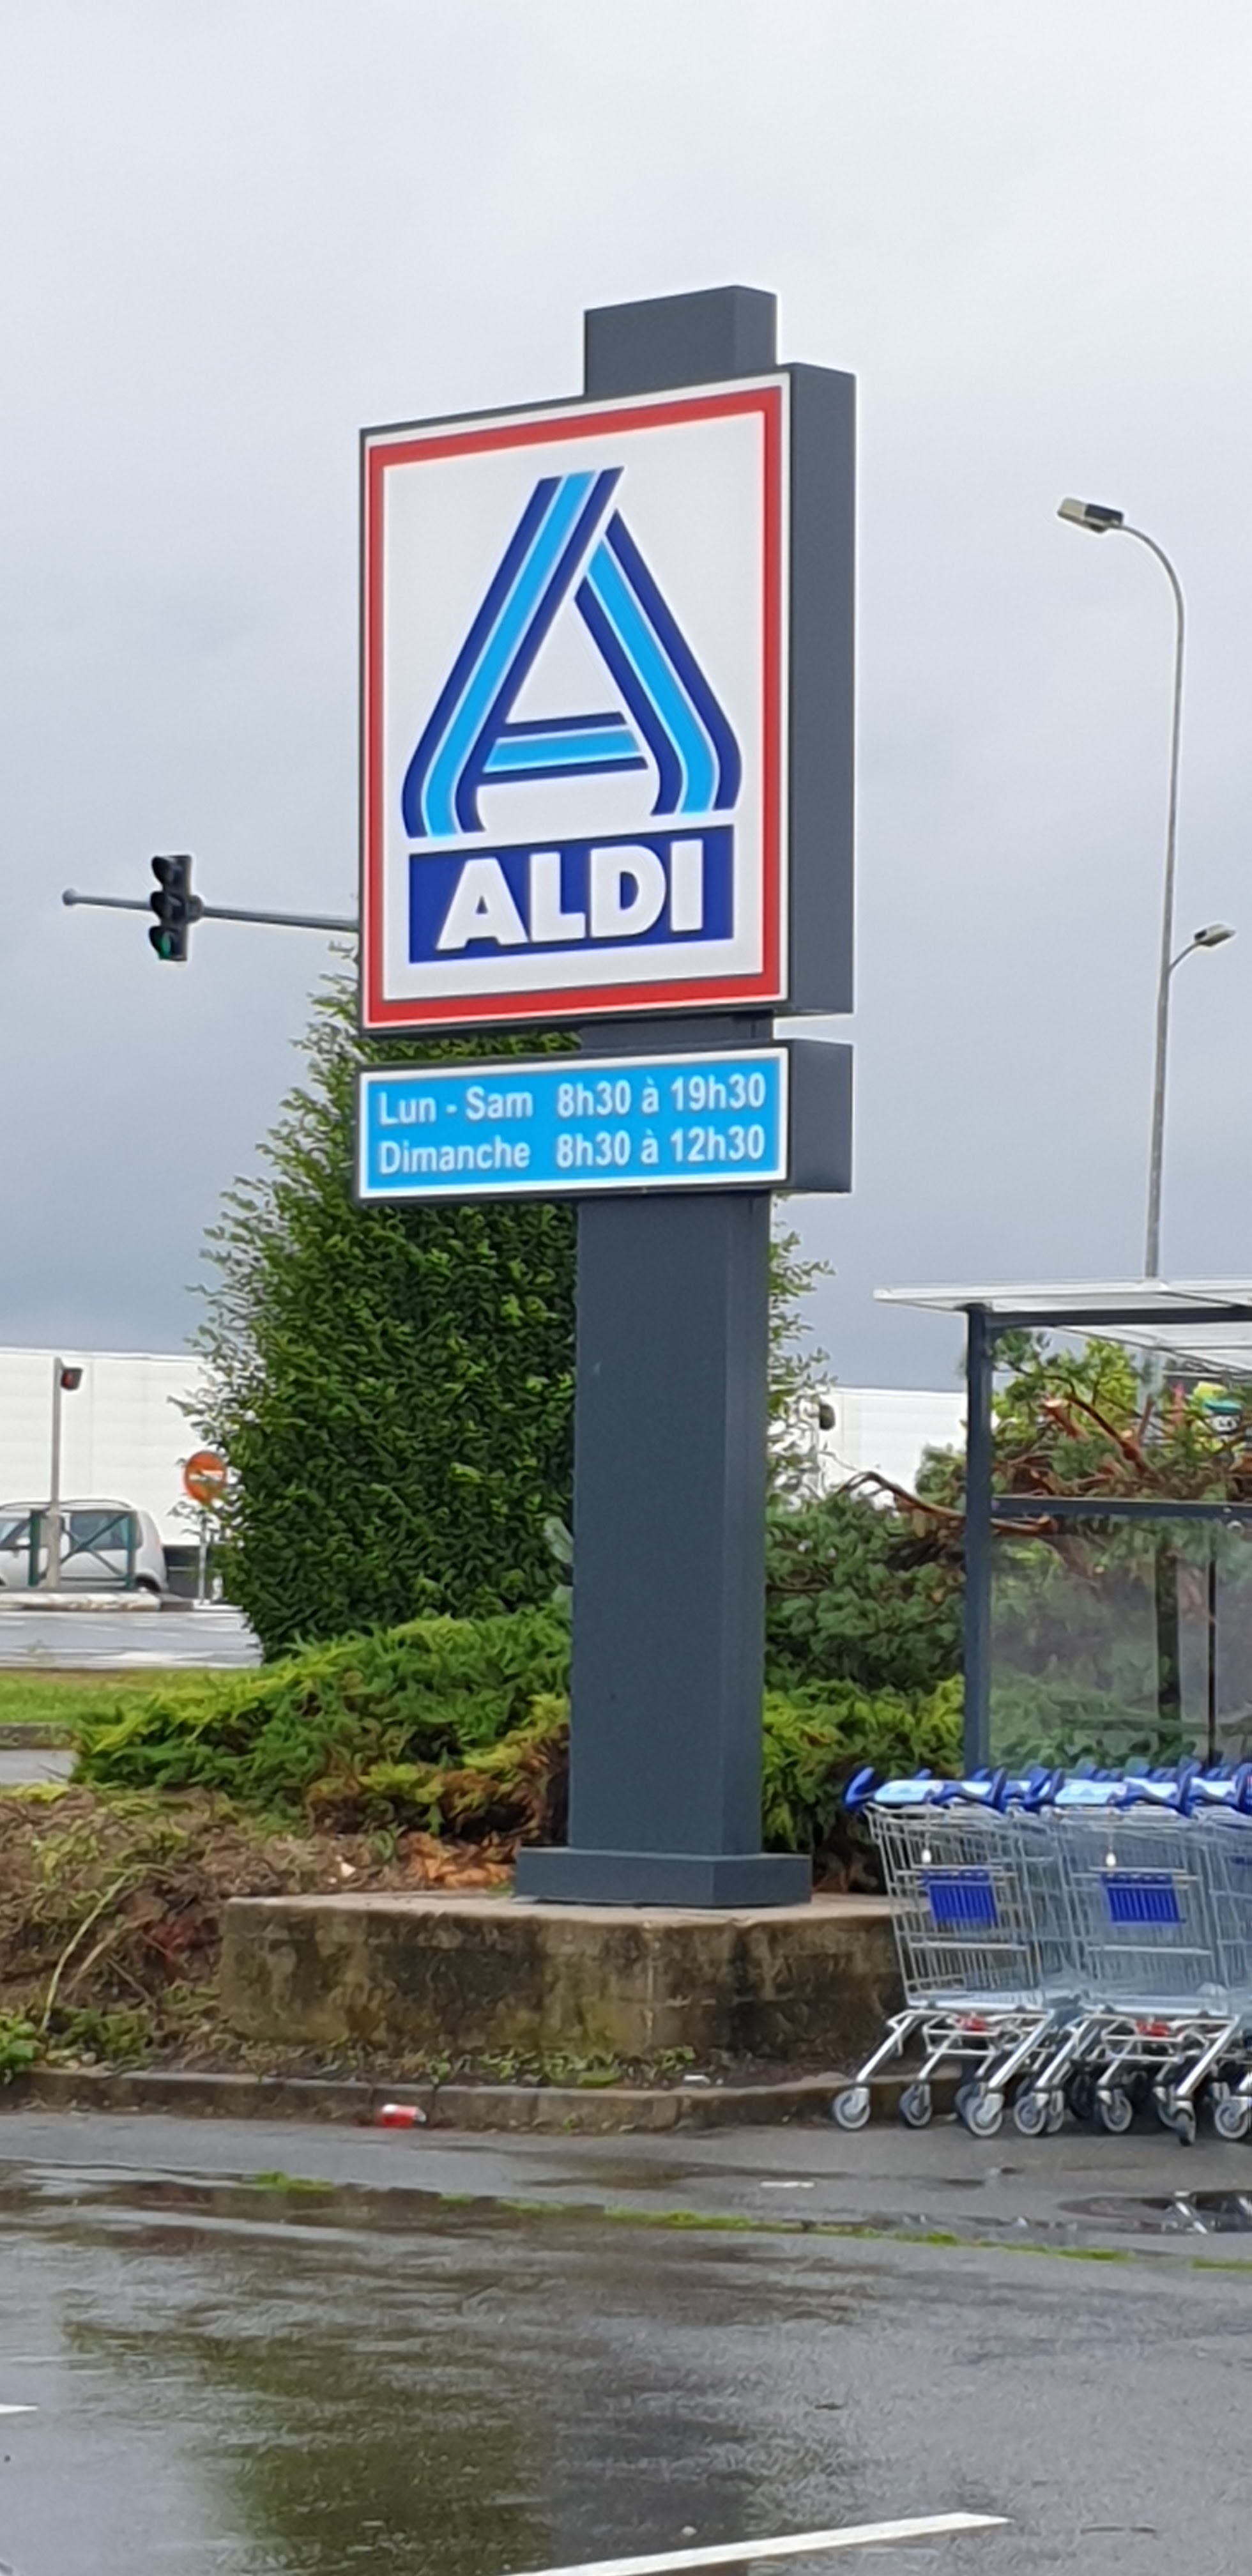 ALDI
Lun - Sam 8h30 à 19h30
Dimanche 8h30 à 12h30